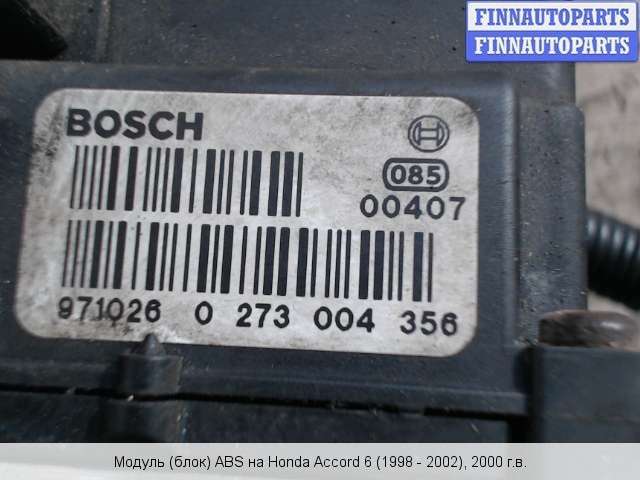 FINNAUTOPARTS
FINNAUTOPARTS
BOSCH
085
00407
971026 0 273 004 356
Модуль (блок) ABS на Honda Accord 6 (1998 - 2002), 2000 г.в.